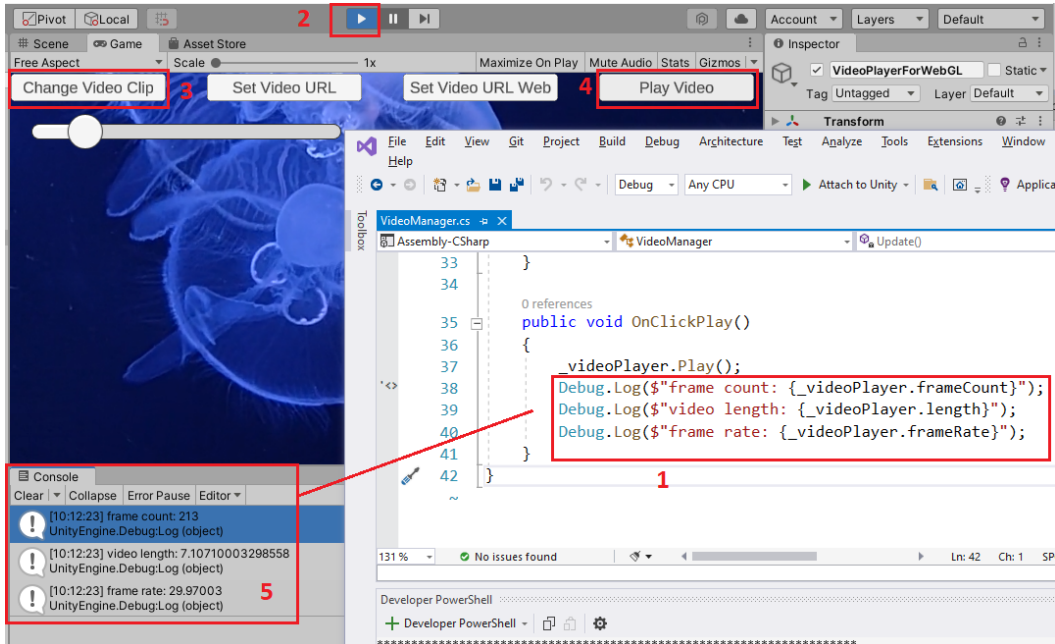 Pivot Local 2 Account Layers Default
Scene Game Asset Store Inspector
Free Aspect Scale 1x Maximize On Play Mute Audio Stats Gizmos
VideoPlayerForWebGL Static
Change Video Clip 3 Set Video URL Set Video URL Web 4 Play Video
Tag Untagged Layer Default
Transform
File Edit View Git Project Build Debug Architecture Test Analyze Tools Extensions Window
Help
Debug Any CPU Attach to Unity Applica
Toolbox
VideoManager.cs
Assembly-CSharp VideoManager Update()
33 }
34
0 references
35 public void OnClickPlay()
36 {
37 _videoPlayer.Play();
38 Debug.Log($"frame count: {_videoPlayer.frameCount}");
39 Debug.Log($"video length: {_videoPlayer.length}");
40 Debug.Log($"frame rate: {_videoPlayer.frameRate}");
41 }
42 }
1
~
Console
Clear Collapse Error Pause Editor
[10:12:23] frame count: 213
UnityEngine.Debug:Log (object)
[10:12:23] video length: 7.10710003298558
UnityEngine.Debug:Log (object)
[10:12:23] frame rate: 29.97003
UnityEngine.Debug:Log (object)
5
131 % No issues found Ln: 42 Ch: 1 SP
Developer PowerShell
Developer PowerShell